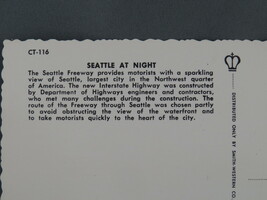 CT-116
SEATTLE AT NIGHT
The Seattle Freeway provides motorists with a sparkling
view of Seattle, largest city in the Northwest quarter
of America. The new Interstate Highway was constructed
by Department of Highways engineers and contractors,
who met many challenges during the construction. The
route of the Freeway through Seattle was chosen partly
to avoid obstructing the view of the waterfront and
to take motorists quickly to the heart of the city.
DISTRIBUTED ONLY BY SMITH-WESTERN CO.